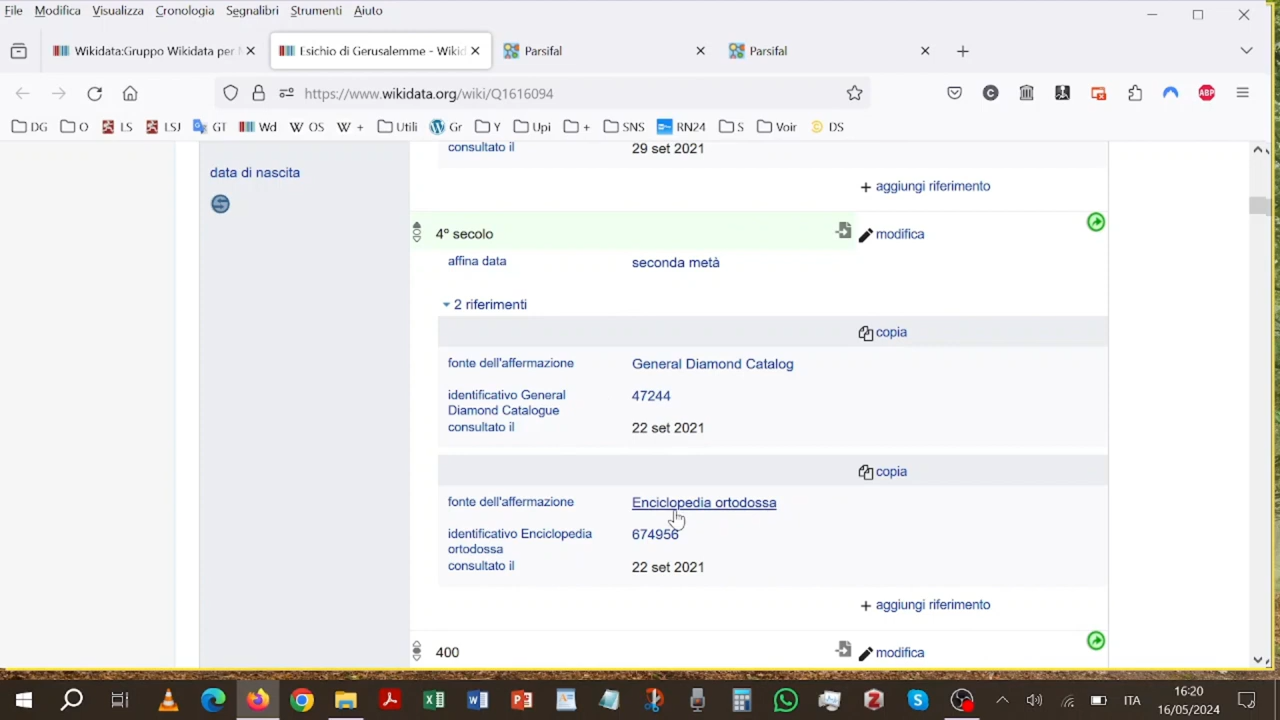 File Modifica Visualizza Cronologia Segnalibri Strumenti Aiuto
Wikidata:Gruppo Wikidata per
Esichio di Gerusalemme - Wikid
Parsifal
Parsifal
https://www.wikidata.org/wiki/Q1616094
ABP
DG O LS LSJ GT Wd OS + Utili Gr Y Upi + SNS RN24 S Voir DS
consultato il 29 set 2021
data di nascita
+ aggiungi riferimento
4º secolo modifica
affina data seconda metà
2 riferimenti
copia
fonte dell'affermazione General Diamond Catalog
identificativo General 47244
Diamond Catalogue
consultato il 22 set 2021
copia
fonte dell'affermazione Enciclopedia ortodossa
identificativo Enciclopedia 674956
ortodossa
consultato il 22 set 2021
+ aggiungi riferimento
400 modifica
ITA
16:20
16/05/2024